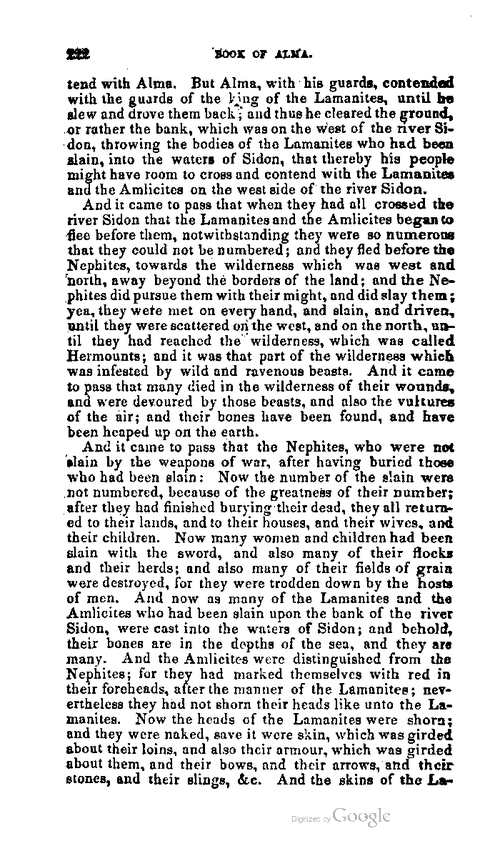 222 BOOK OF ALMA.
tend with Alma. But Alma, with his guards, contended
with the guards of the king of the Lamanites, until he
slew and drove them back; and thus he cleared the ground,
or rather the bank, which was on the west of the river Si-
don, throwing the bodies of the Lamanites who had been
slain, into the waters of Sidon, that thereby his people
might have room to cross and contend with the Lamanites
and the Amlicites on the west side of the river Sidon.
And it came to pass that when they had all crossed the
river Sidon that the Lamanites and the Amlicites began to
flee before them, notwithstanding they were so numerous
that they could not be numbered; and they fled before the
Nephites, towards the wilderness which was west and
north, away beyond the borders of the land; and the Ne-
phites did pursue them with their might, and did slay them;
yea, they were met on every hand, and slain, and driven,
until they were scattered on the west, and on the north, un-
til they had reached the wilderness, which was called
Hermounts; and it was that part of the wilderness which
was infested by wild and ravenous beasts. And it came
to pass that many died in the wilderness of their wounds,
and were devoured by those beasts, and also the vultures
of the air; and their bones have been found, and have
been heaped up on the earth.
And it came to pass that the Nephites, who were not
slain by the weapons of war, after having buried those
who had been slain: Now the number of the slain were
not numbered, because of the greatness of their number;
after they had finished burying their dead, they all return-
ed to their lands, and to their houses, and their wives, and
their children. Now many women and children had been
slain with the sword, and also many of their flocks
and their herds; and also many of their fields of grain
were destroyed, for they were trodden down by the hosts
of men. And now as many of the Lamanites and the
Amlicites who had been slain upon the bank of the river
Sidon, were cast into the waters of Sidon; and behold,
their bones are in the depths of the sea, and they are
many. And the Amlicites were distinguished from the
Nephites; for they had marked themselves with red in
their foreheads, after the manner of the Lamanites; nev-
ertheless they had not shorn their heads like unto the La-
manites. Now the heads of the Lamanites were shorn;
and they were naked, save it were skin, which was girded
about their loins, and also their armour, which was girded
about them, and their bows, and their arrows, and their
stones, and their slings, &c. And the skins of the La-
Digitized by Google